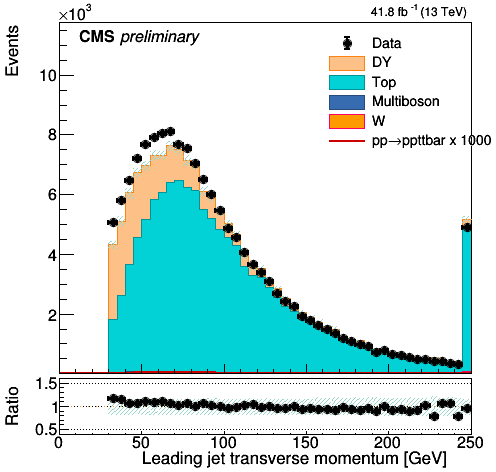 ×10³
41.8 fb⁻¹ (13 TeV)
CMS preliminary
Events
Data
DY
Top
Multiboson
W
pp→ppttbar x 1000
10
8
6
4
2
Ratio
1.5
1
0.5
0 50 100 150 200 250
Leading jet transverse momentum [GeV]